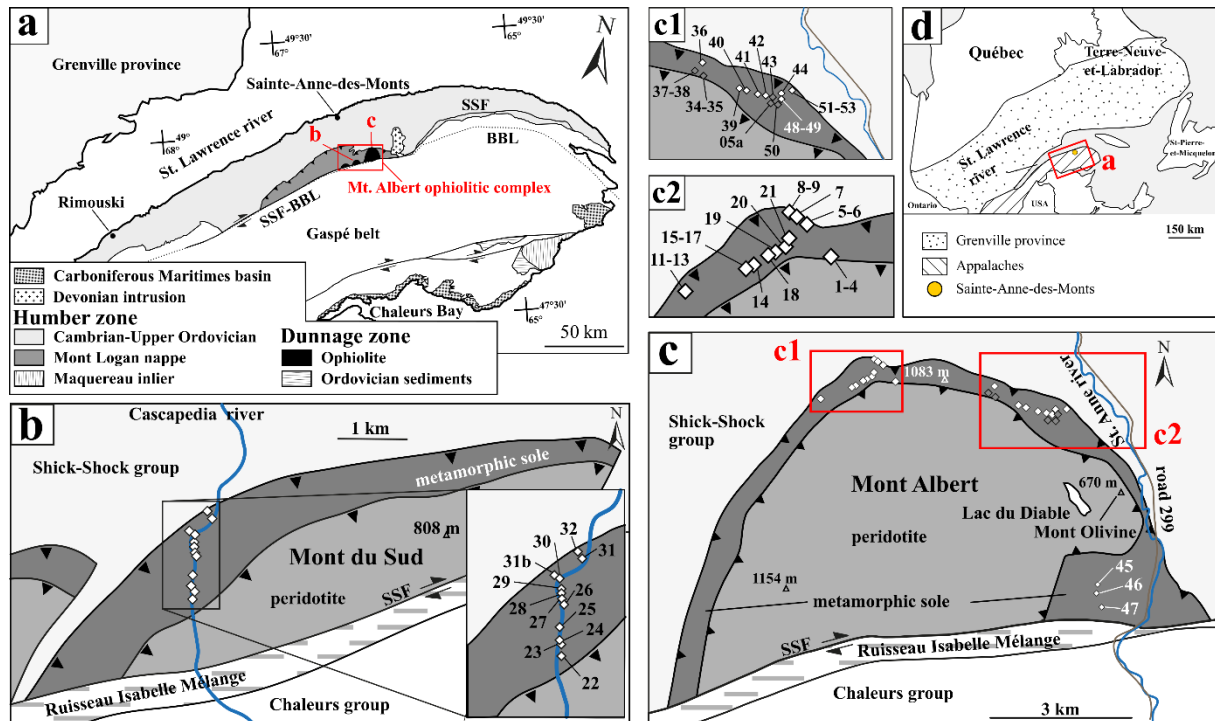 a
49°30'
67°
49°30'
65°
N
Grenville province
Sainte-Anne-des-Monts
SSF
BBL
49°
68°
St. Lawrence river
b
c
Mt. Albert ophiolitic complex
Rimouski
SSF-BBL
Gaspé belt
Chaleurs Bay
47°30'
65°
50 km
Carboniferous Maritimes basin
Devonian intrusion
Humber zone
Cambrian-Upper Ordovician
Mont Logan nappe
Maquereau inlier
Dunnage zone
Ophiolite
Ordovician sediments
c1
36
40
41
42
43
44
37-38
34-35
39
05a
50
48-49
51-53
c2
21
8-9
7
5-6
20
19
15-17
11-13
14
18
1-4
d
Québec
Terre-Neuve-
et-Labrador
St. Lawrence
river
St-Pierre-
et-Micquelon
a
Ontario
USA
150 km
Grenville province
Appalaches
Sainte-Anne-des-Monts
b
Cascapedia river
1 km
N
Shick-Shock group
metamorphic sole
808 m
Mont du Sud
peridotite
SSF
Ruisseau Isabelle Mélange
Chaleurs group
32
31
30
31b
29
28
27
26
25
24
23
22
c
c1
1083 m
N
Shick-Shock
group
St. Anne river
c2
Mont Albert
peridotite
670 m
Lac du Diable
Mont Olivine
road 299
1154 m
metamorphic sole
45
46
47
SSF
Ruisseau Isabelle Mélange
Chaleurs group
3 km